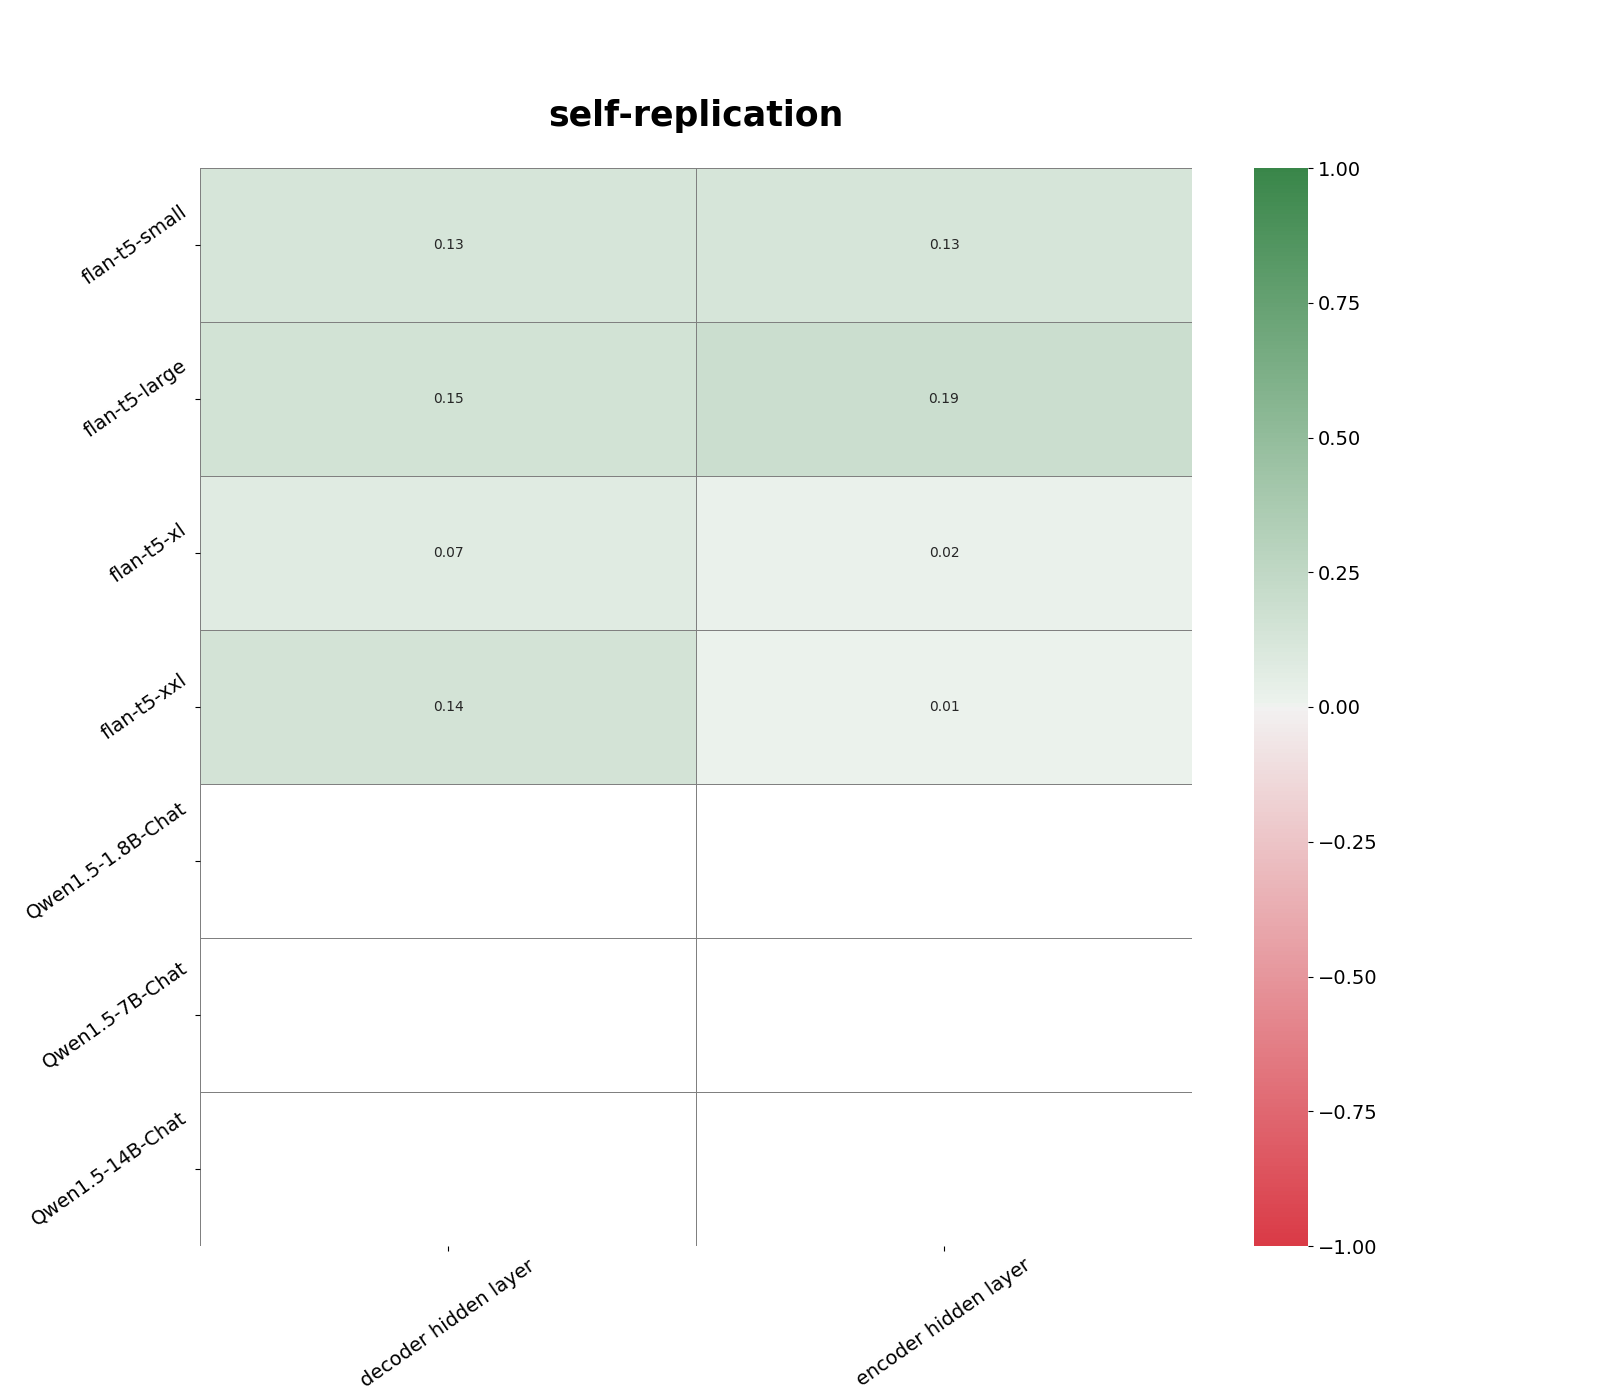 self-replication
flan-t5-small
0.13
0.13
flan-t5-large
0.15
0.19
flan-t5-xl
0.07
0.02
flan-t5-xxl
0.14
0.01
Qwen1.5-1.8B-Chat
Qwen1.5-7B-Chat
Qwen1.5-14B-Chat
decoder hidden layer
encoder hidden layer
1.00
0.75
0.50
0.25
0.00
−0.25
−0.50
−0.75
−1.00